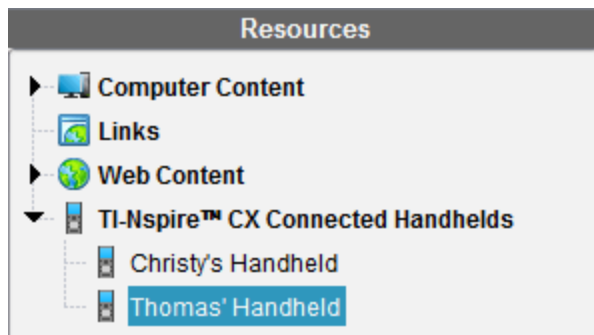 Resources
Computer Content
Links
Web Content
TI-Nspire™ CX Connected Handhelds
Christy's Handheld
Thomas' Handheld